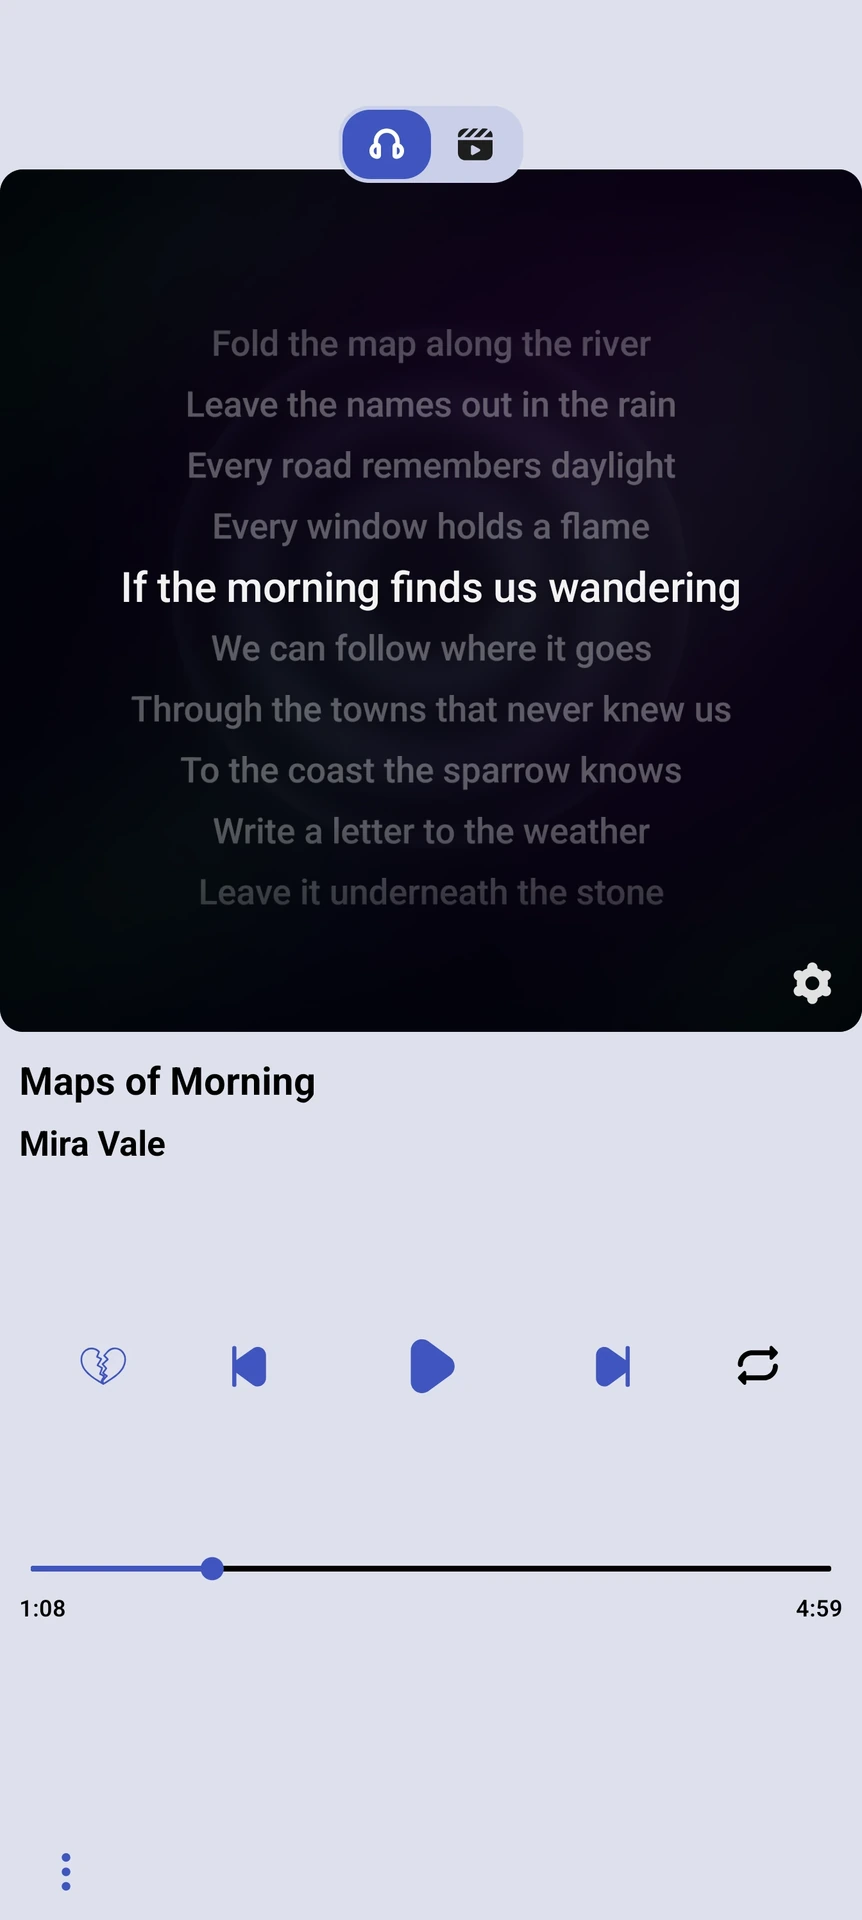 Fold the map along the river
Leave the names out in the rain
Every road remembers daylight
Every window holds a flame
If the morning finds us wandering
We can follow where it goes
Through the towns that never knew us
To the coast the sparrow knows
Write a letter to the weather
Leave it underneath the stone
Maps of Morning
Mira Vale
1:08
4:59